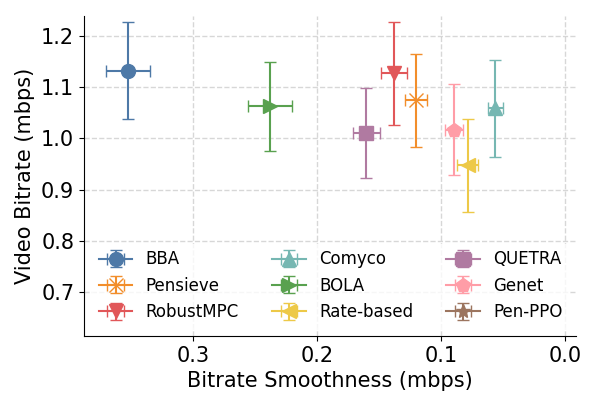 1.2
1.1
1.0
0.9
0.8
0.7
Video Bitrate (mbps)
BBA
Comyco
QUETRA
Pensieve
BOLA
Genet
RobustMPC
Rate-based
Pen-PPO
0.3
0.2
0.1
0.0
Bitrate Smoothness (mbps)